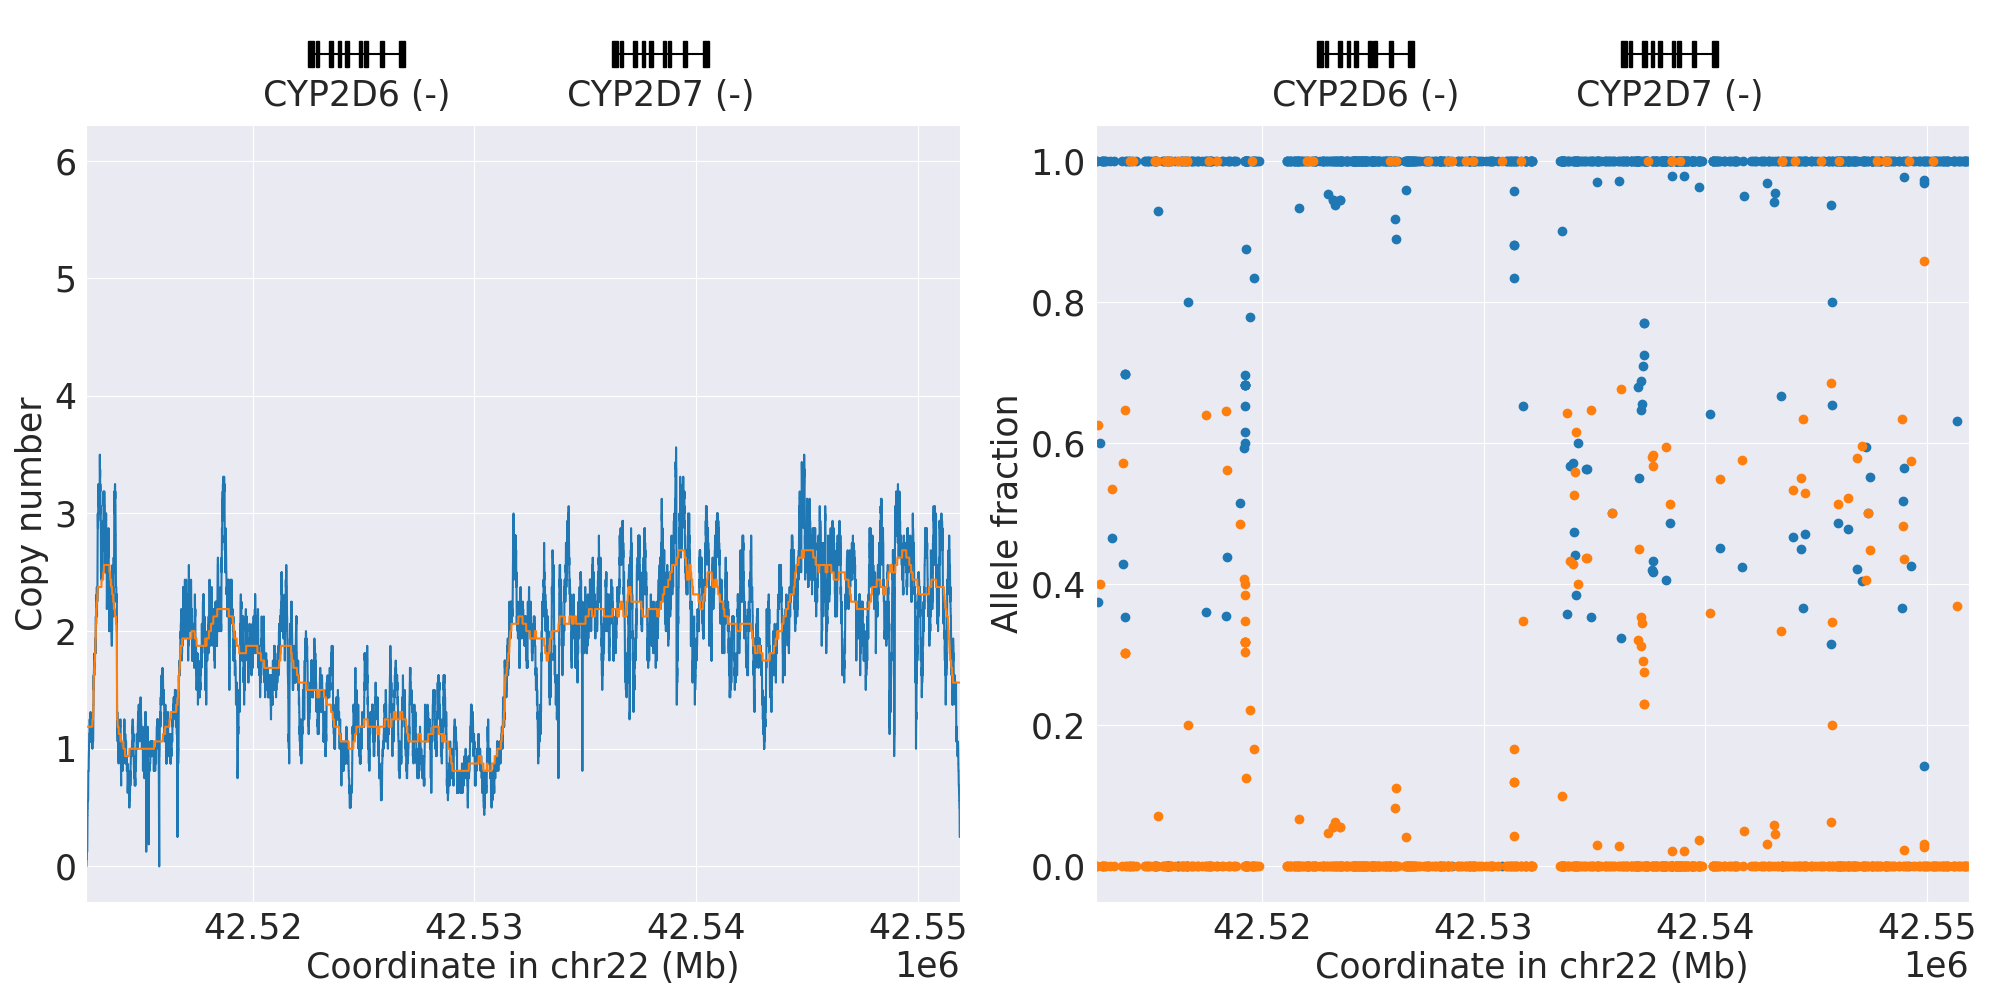 CYP2D6 (-) CYP2D7 (-)
6
5
4
3
2
1
0
Copy number
42.52 42.53 42.54 42.55
Coordinate in chr22 (Mb) 1e6
CYP2D6 (-) CYP2D7 (-)
1.0
0.8
0.6
0.4
0.2
0.0
Allele fraction
42.52 42.53 42.54 42.55
Coordinate in chr22 (Mb) 1e6